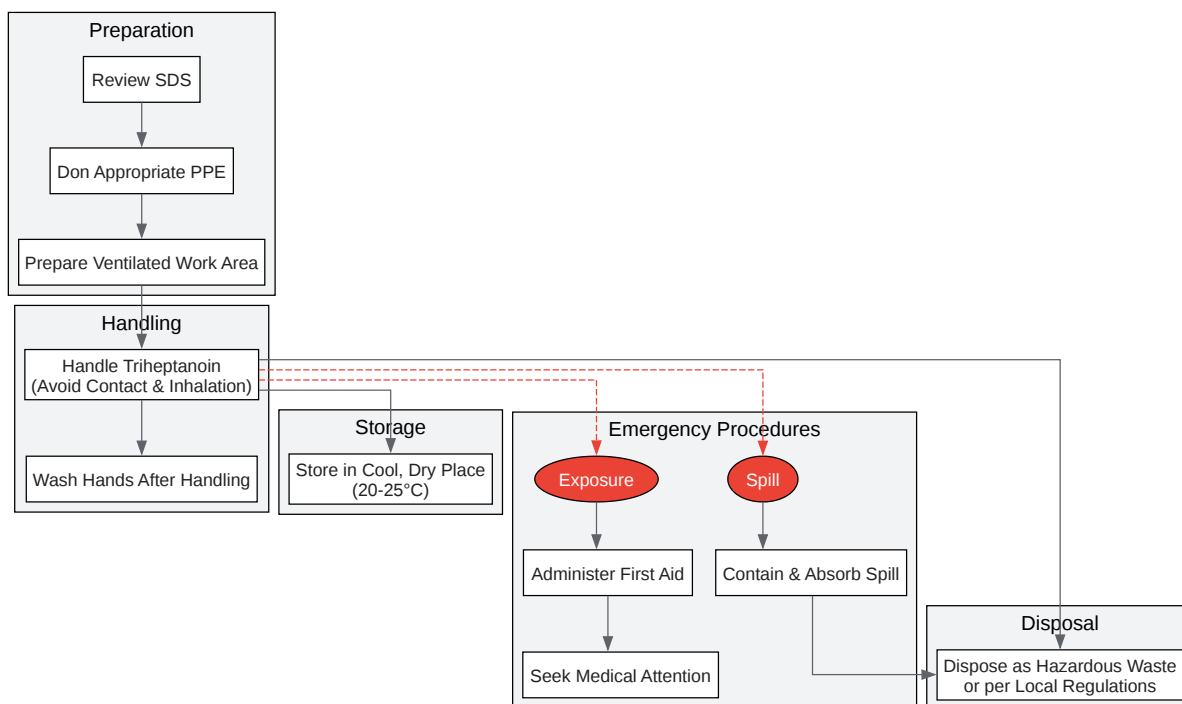 Preparation
Review SDS
Don Appropriate PPE
Prepare Ventilated Work Area
Handling
Handle Triheptanoin
(Avoid Contact & Inhalation)
Wash Hands After Handling
Storage
Store in Cool, Dry Place
(20-25°C)
Emergency Procedures
Exposure
Spill
Administer First Aid
Contain & Absorb Spill
Seek Medical Attention
Disposal
Dispose as Hazardous Waste
or per Local Regulations